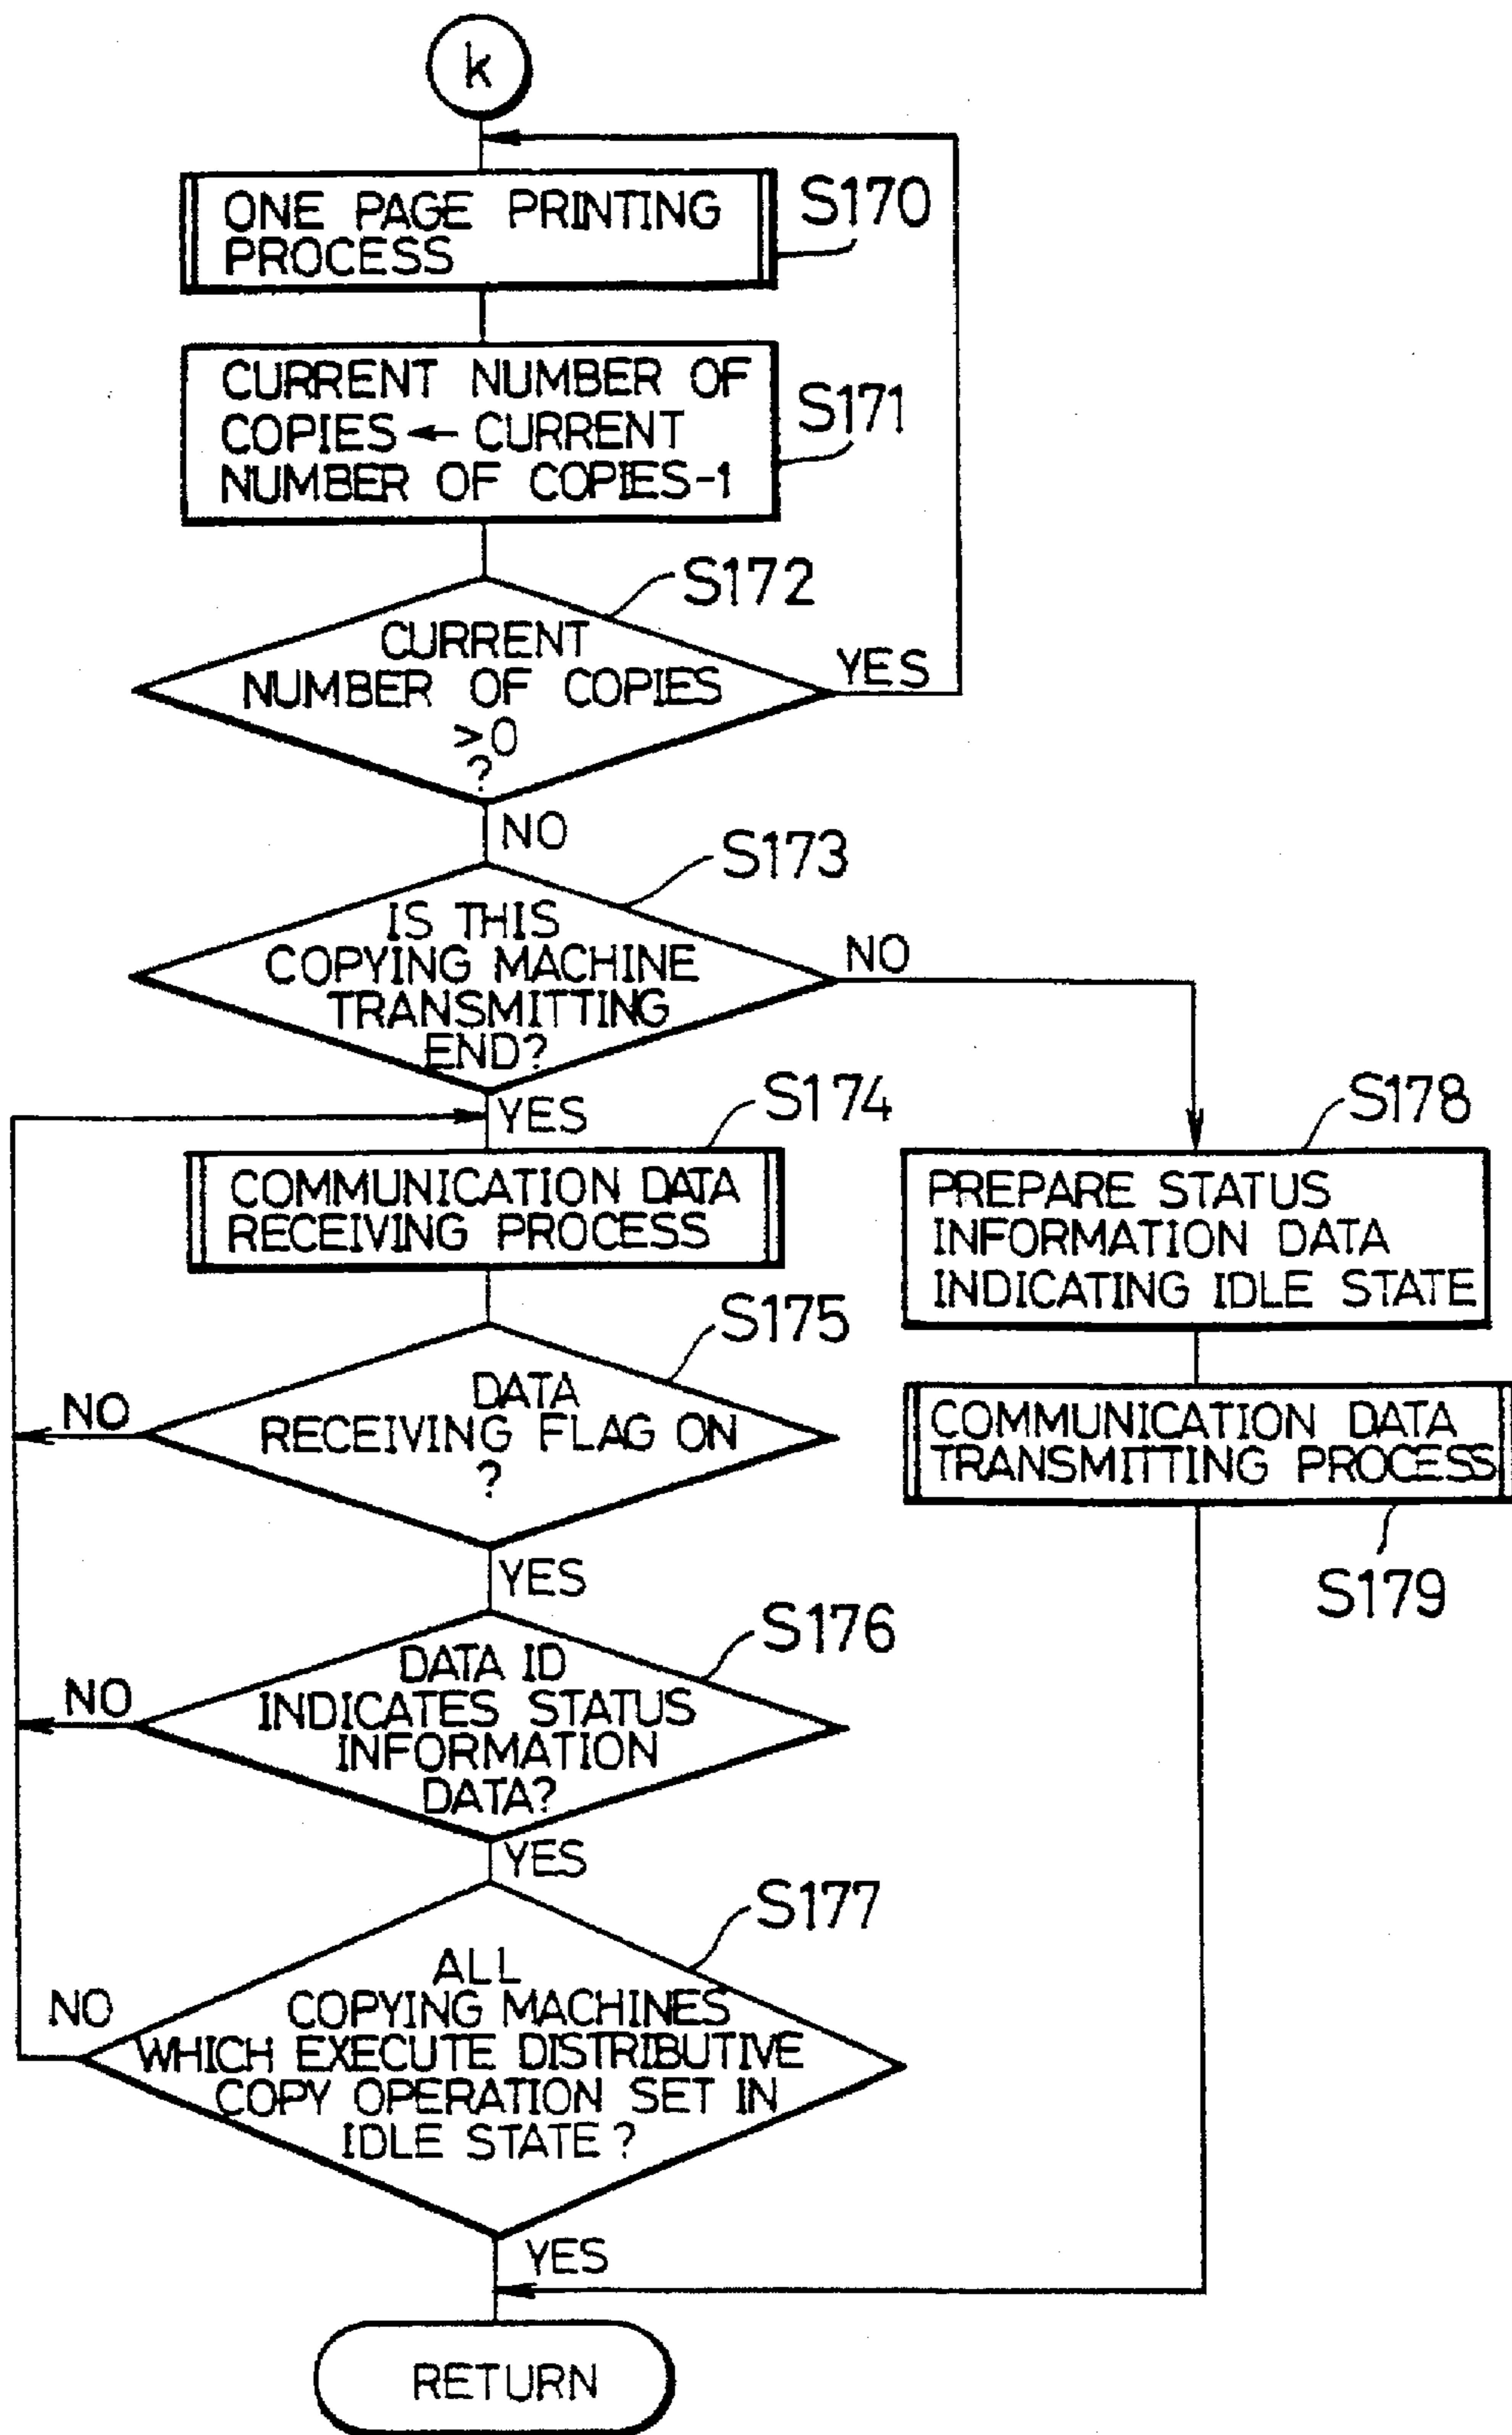 k
ONE PAGE PRINTING
PROCESS
S170
CURRENT NUMBER OF
COPIES ← CURRENT
NUMBER OF COPIES-1
S171
S172
CURRENT
NUMBER OF COPIES
>0
?
YES
NO
S173
IS THIS
COPYING MACHINE
TRANSMITTING
END?
NO
YES
S174
COMMUNICATION DATA
RECEIVING PROCESS
S178
PREPARE STATUS
INFORMATION DATA
INDICATING IDLE STATE
S175
DATA
RECEIVING FLAG ON
?
NO
YES
COMMUNICATION DATA
TRANSMITTING PROCESS
S179
S176
DATA ID
INDICATES STATUS
INFORMATION
DATA?
NO
YES
S177
ALL
COPYING MACHINES
WHICH EXECUTE DISTRIBUTIVE
COPY OPERATION SET IN
IDLE STATE?
NO
YES
RETURN